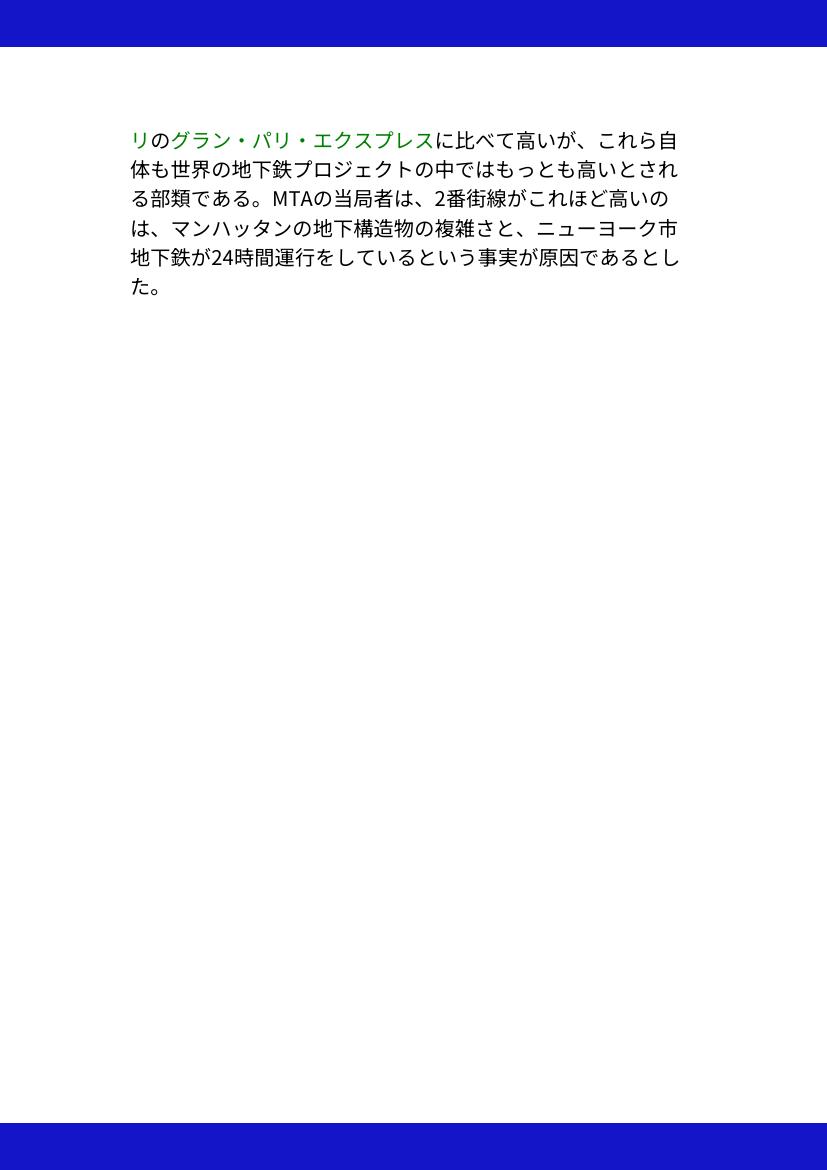 リのグラン・パリ・エクスプレスに比べて高いが、これら自
体も世界の地下鉄プロジェクトの中ではもっとも高いとされ
る部類である。MTAの当局者は、2番街線がこれほど高いの
は、マンハッタンの地下構造物の複雑さと、ニューヨーク市
地下鉄が24時間運行をしているという事実が原因であるとし
た。